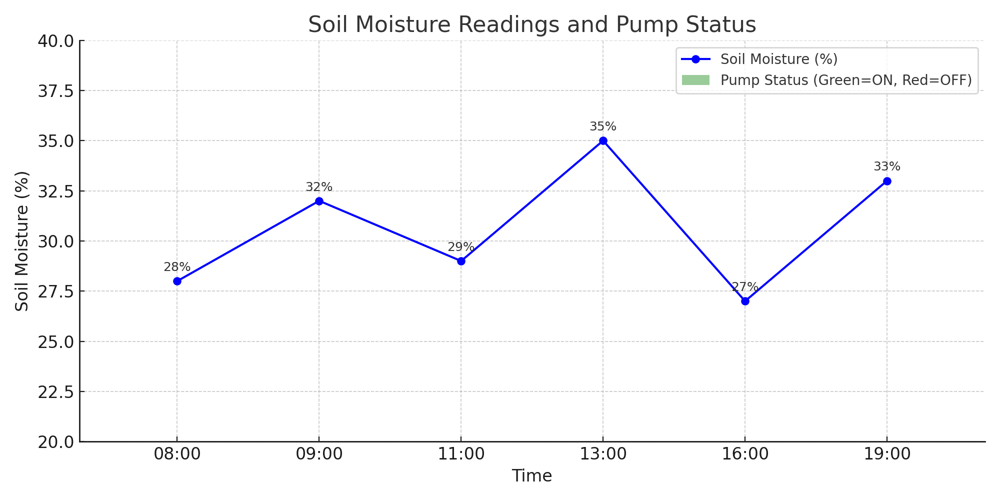 Soil Moisture Readings and Pump Status
Soil Moisture (%)
Pump Status (Green=ON, Red=OFF)
40.0
37.5
35.0
32.5
30.0
27.5
25.0
22.5
20.0
Soil Moisture (%)
28%
32%
29%
35%
27%
33%
08:00 09:00 11:00 13:00 16:00 19:00
Time